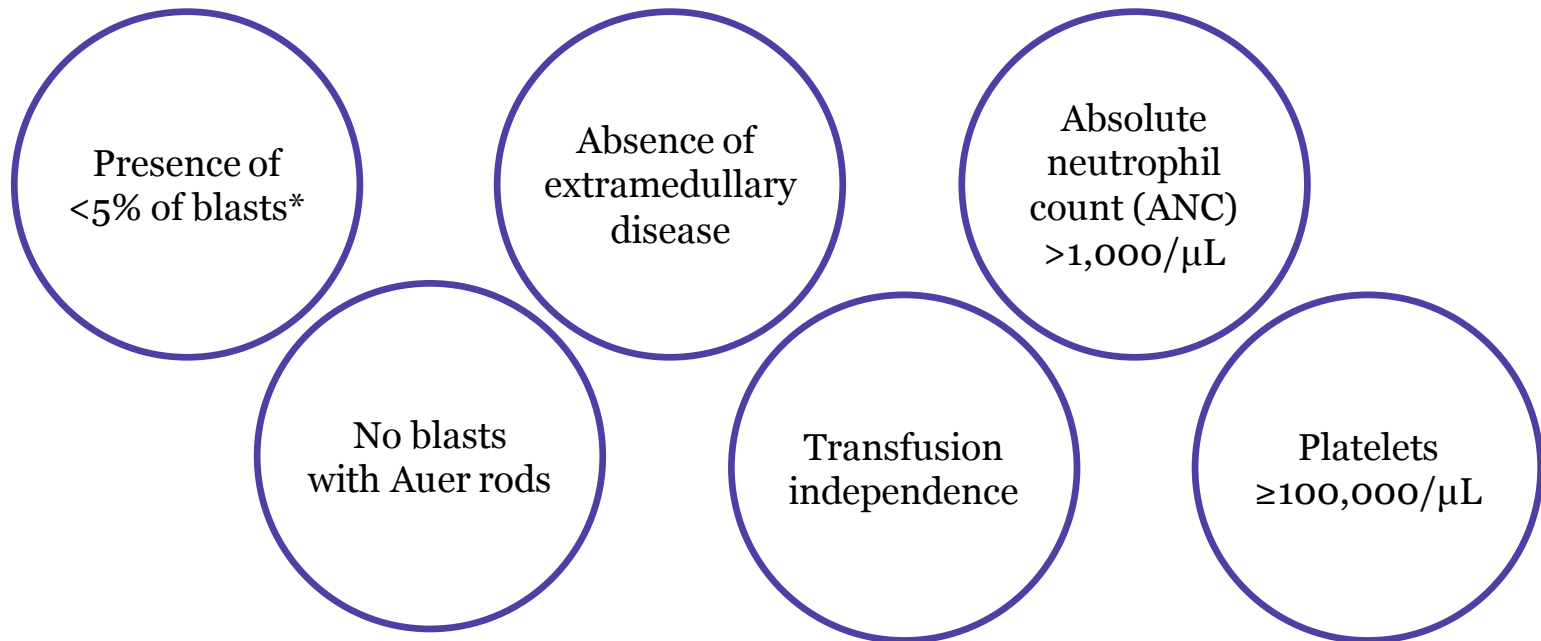 Presence of
<5% of blasts*
Absence of
extramedullary
disease
Absolute
neutrophil
count (ANC)
>1,000/μL
No blasts
with Auer rods
Transfusion
independence
Platelets
≥100,000/μL